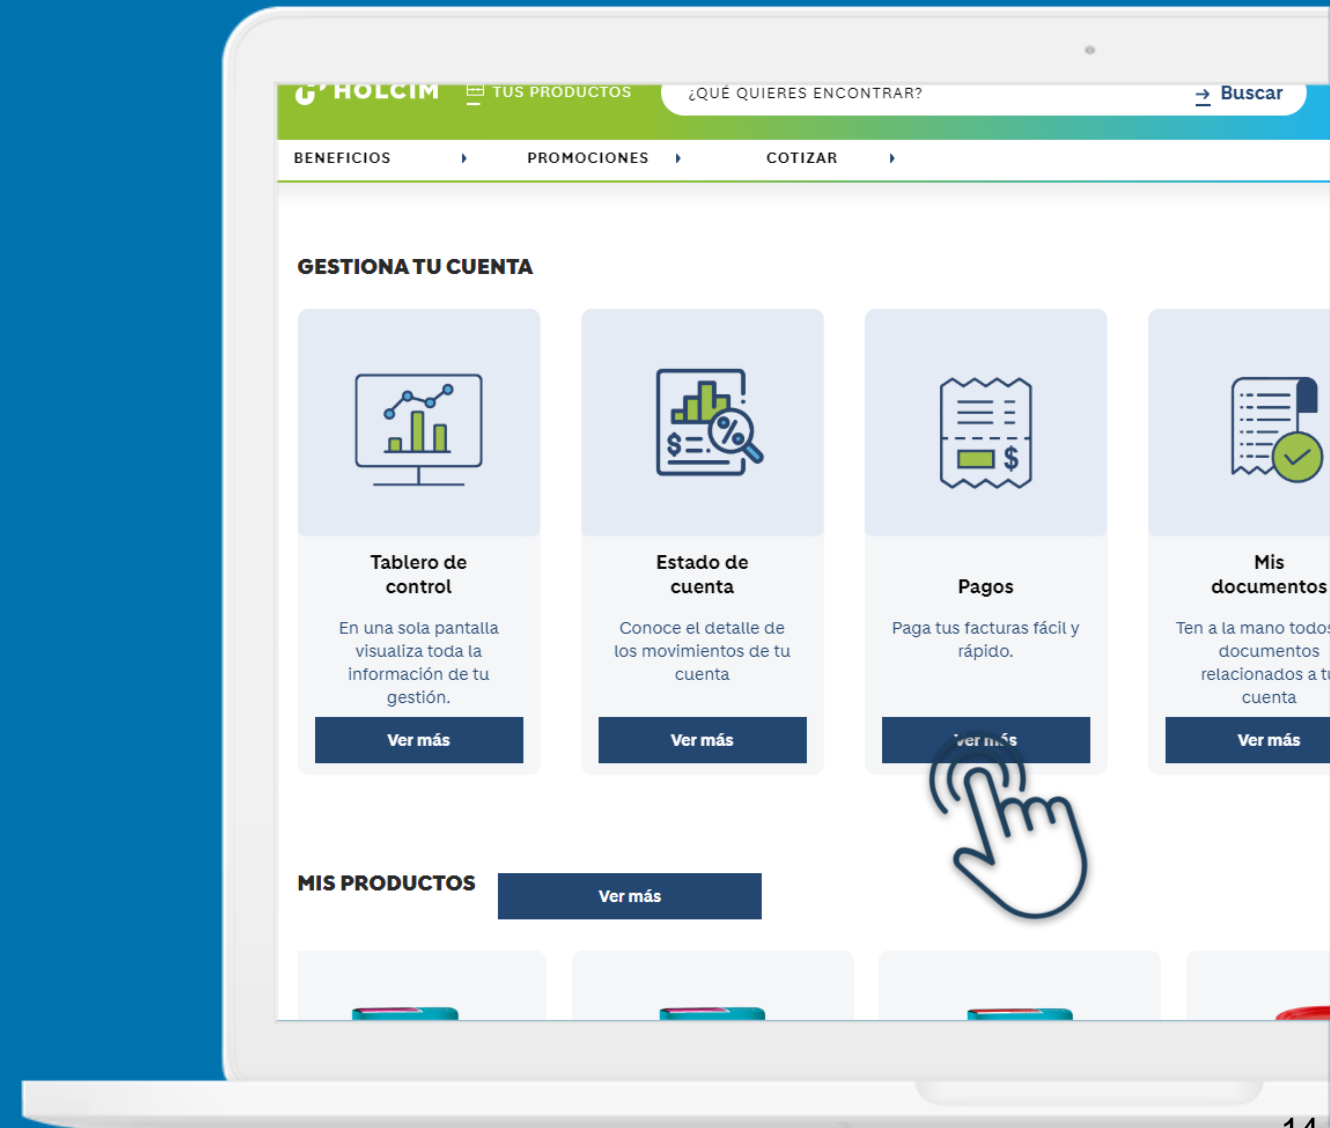 HOLCIM
TUS PRODUCTOS
¿QUÉ QUIERES ENCONTRAR?
→ Buscar
BENEFICIOS
PROMOCIONES
COTIZAR
GESTIONA TU CUENTA
Tablero de
control
En una sola pantalla
visualiza toda la
información de tu
gestión.
Ver más
Estado de
cuenta
Conoce el detalle de
los movimientos de tu
cuenta
Ver más
Pagos
Paga tus facturas fácil y
rápido.
Ver más
Mis
documentos
Ten a la mano todos
documentos
relacionados a tu
cuenta
Ver más
MIS PRODUCTOS
Ver más
14